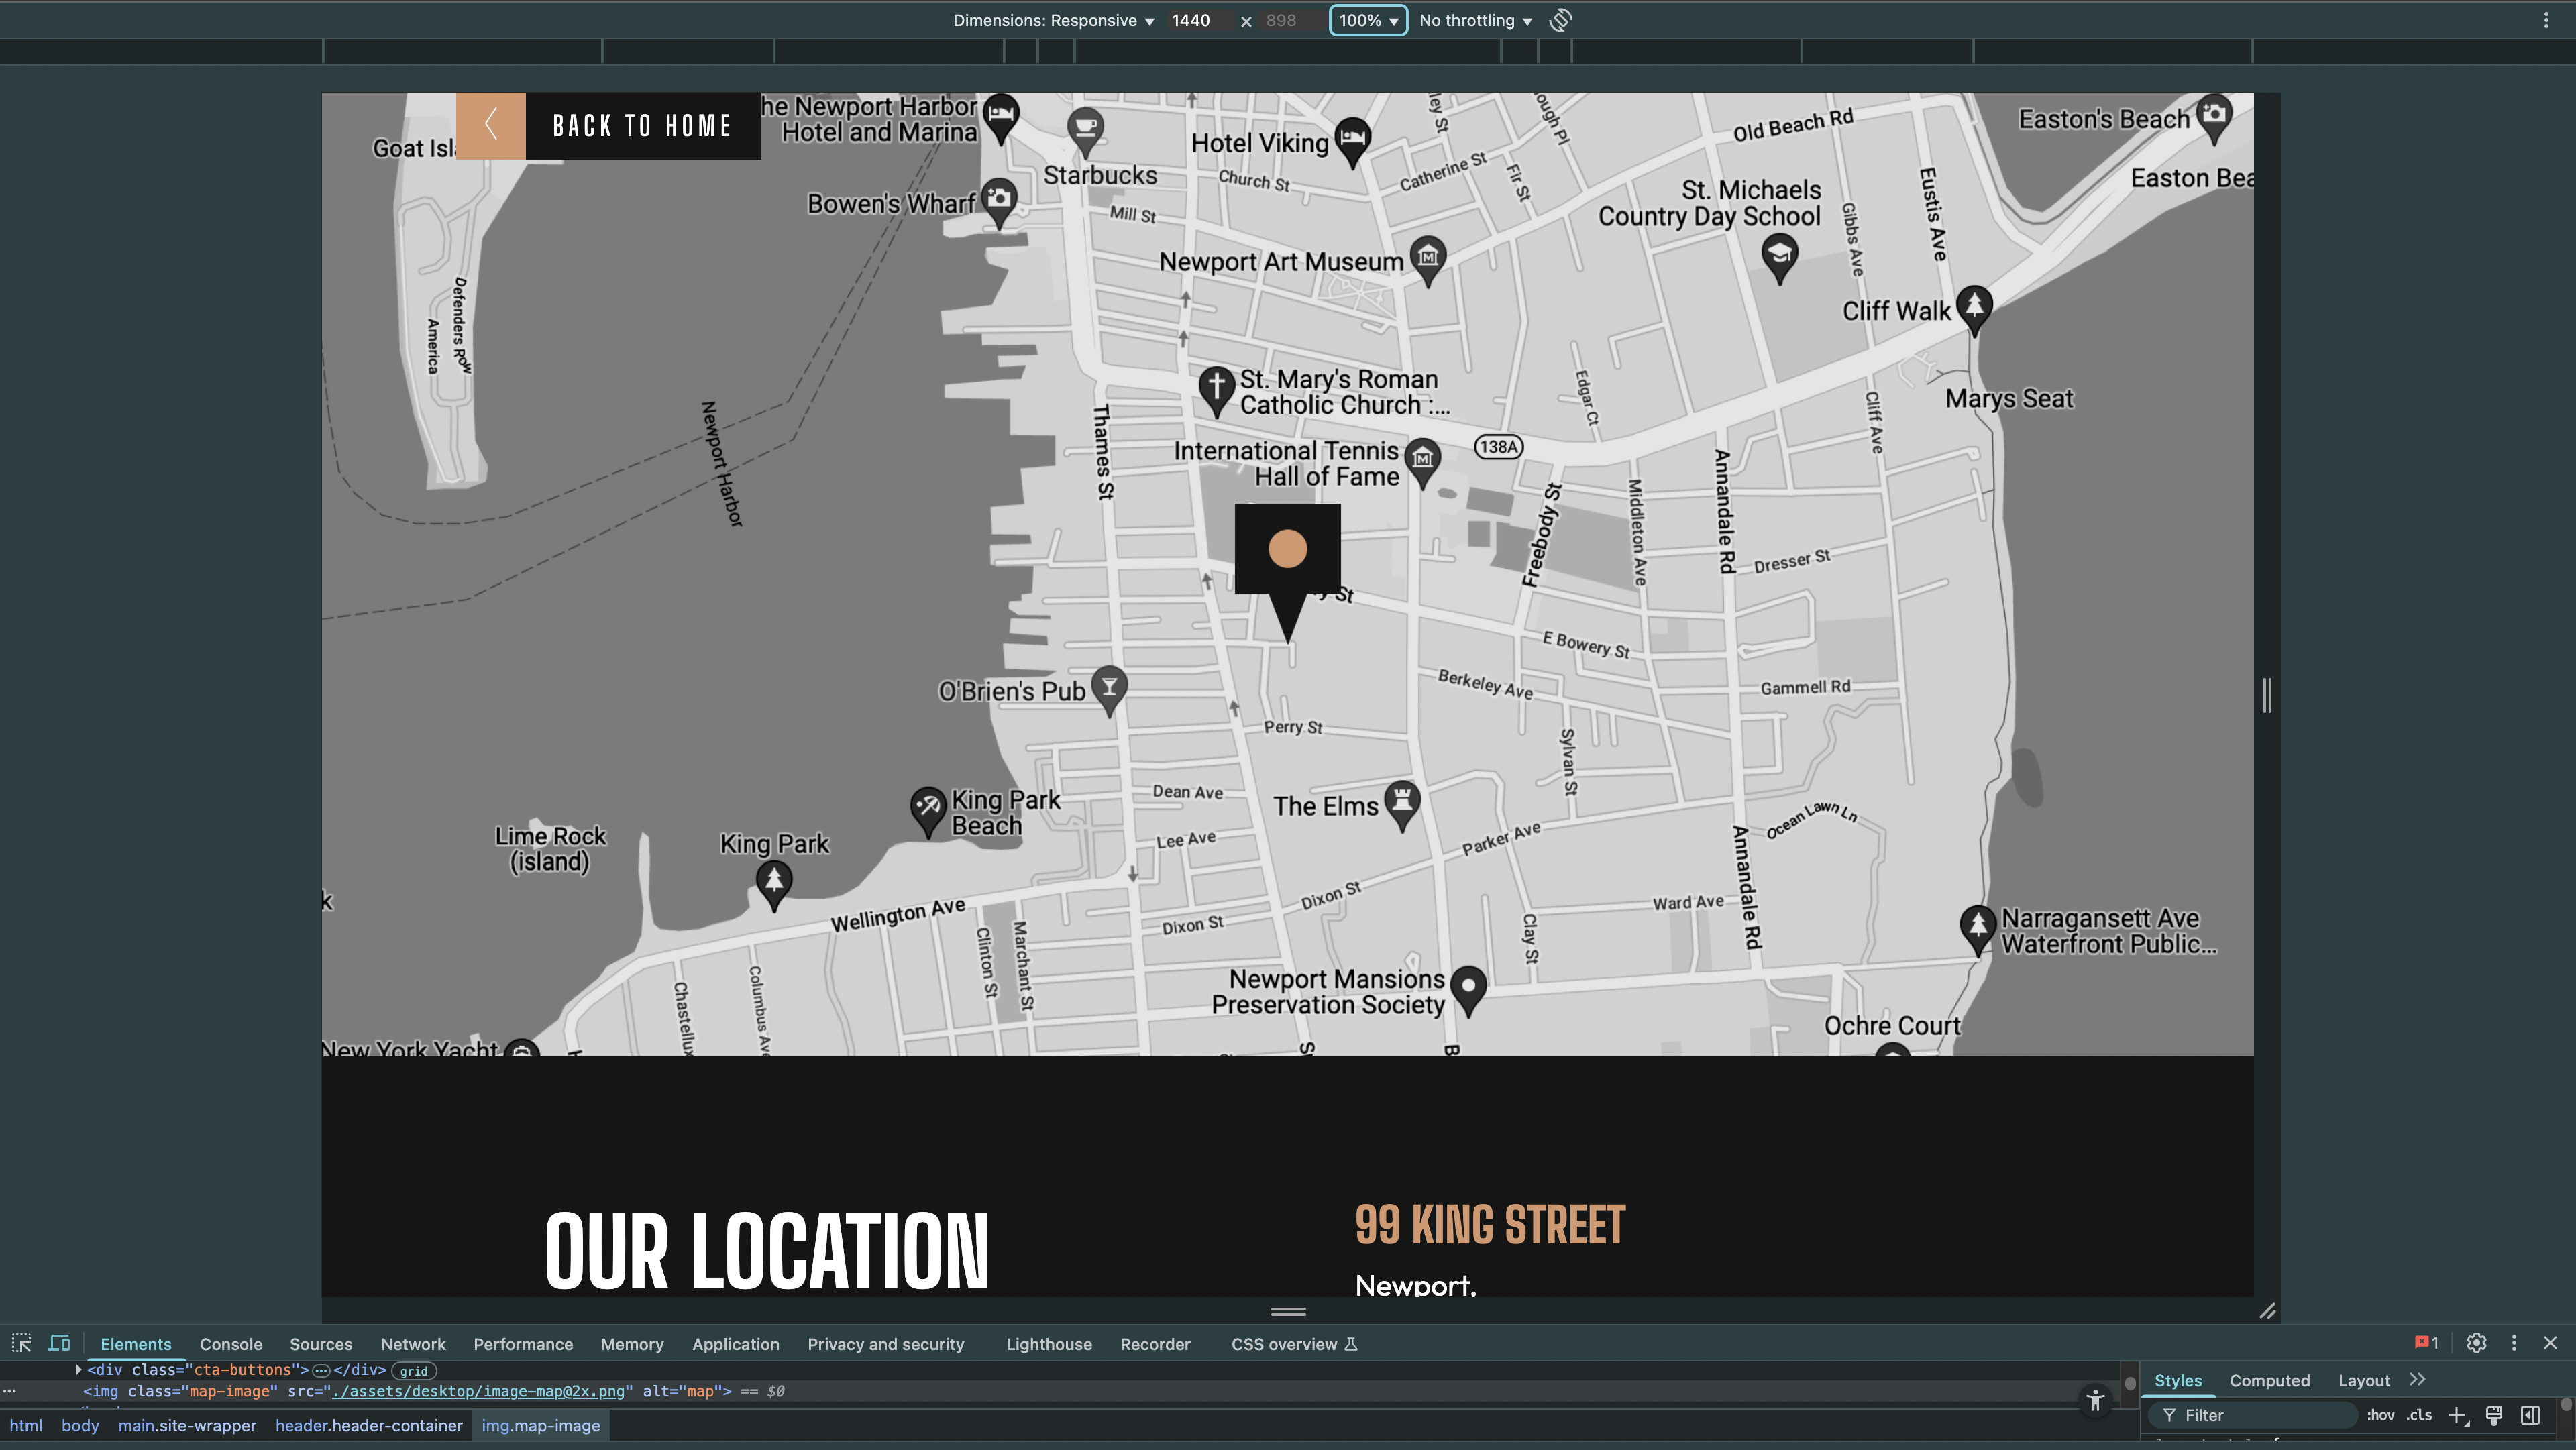 Dimensions: Responsive 1440 × 898 100% No throttling
BACK TO HOME
he Newport Harbor
Hotel and Marina
Goat Isl
Starbucks
Hotel Viking
Church St
Catherine St
Fir St
Old Beach Rd
Easton's Beach
Easton Bea
Bowen's Wharf
Mill St
St. Michaels
Country Day School
Gibbs Ave
Eustis Ave
Newport Art Museum
Cliff Walk
Defenders Row
America
Newport Harbor
St. Mary's Roman
Catholic Church :...
Edgar Ct
Marys Seat
Cliff Ave
Thames St
International Tennis
Hall of Fame
138A
Freebody St
Middleton Ave
Annandale Rd
Dresser St
y St
E Bowery St
O'Brien's Pub
Berkeley Ave
Gammell Rd
Perry St
Sylvan St
King Park
Beach
Dean Ave
The Elms
Ocean Lawn Ln
Lime Rock
(island)
King Park
Lee Ave
Parker Ave
Annandale Rd
k
Wellington Ave
Dixon St
Dixon St
Ward Ave
Clay St
Narragansett Ave
Waterfront Public...
Clinton St
Marchant St
Columbus Ave
Chastellux
Newport Mansions
Preservation Society
Ochre Court
New York Yacht
OUR LOCATION
99 KING STREET
Newport,
Elements Console Sources Network Performance Memory Application Privacy and security Lighthouse Recorder CSS overview 1
<div class="cta-buttons">…</div> grid
<img class="map-image" src="./assets/desktop/image-map@2x.png" alt="map"> == $0
html body main.site-wrapper header.header-container img.map-image
Styles Computed Layout
Filter :hov .cls